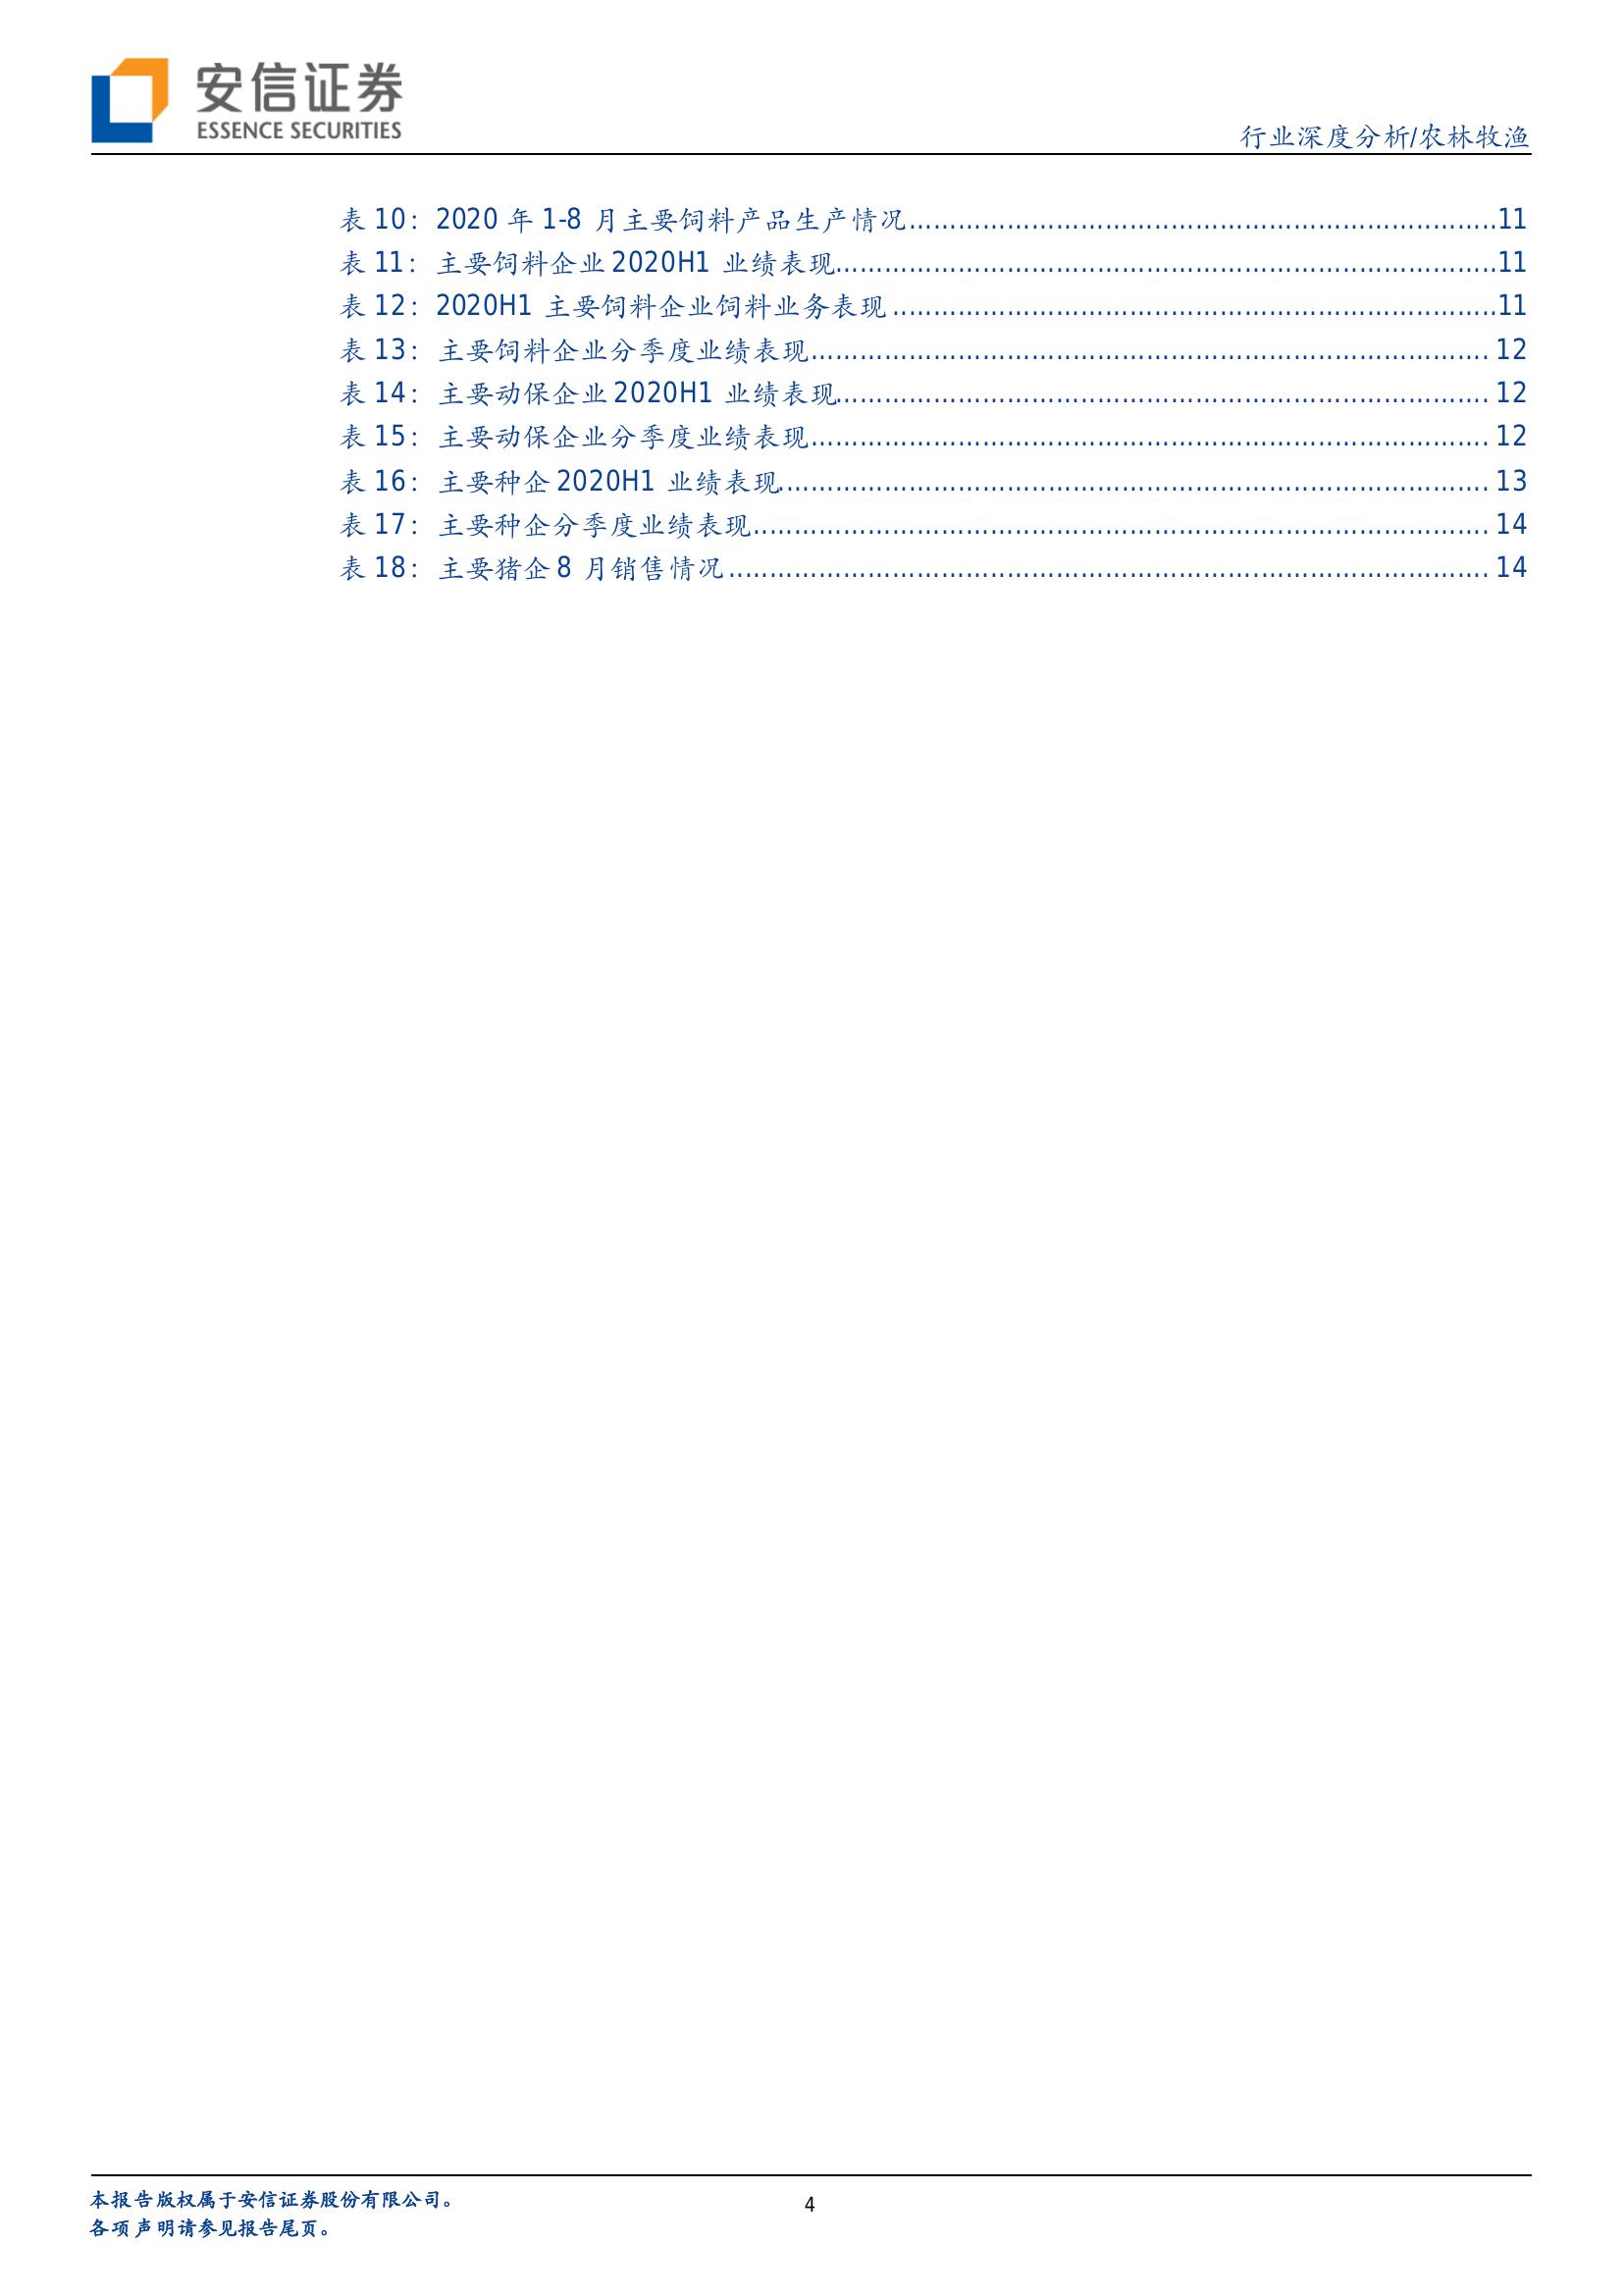 安信证券
ESSENCE SECURITIES
行业深度分析/农林牧渔
表 10：2020 年 1-8 月主要饲料产品生产情况........................................................................11
表 11：主要饲料企业 2020H1 业绩表现................................................................................11
表 12：2020H1 主要饲料企业饲料业务表现..........................................................................11
表 13：主要饲料企业分季度业绩表现................................................................................... 12
表 14：主要动保企业 2020H1 业绩表现................................................................................ 12
表 15：主要动保企业分季度业绩表现................................................................................... 12
表 16：主要种企 2020H1 业绩表现....................................................................................... 13
表 17：主要种企分季度业绩表现.......................................................................................... 14
表 18：主要猪企 8 月销售情况............................................................................................. 14
本报告版权属于安信证券股份有限公司。
4
各项声明请参见报告尾页。